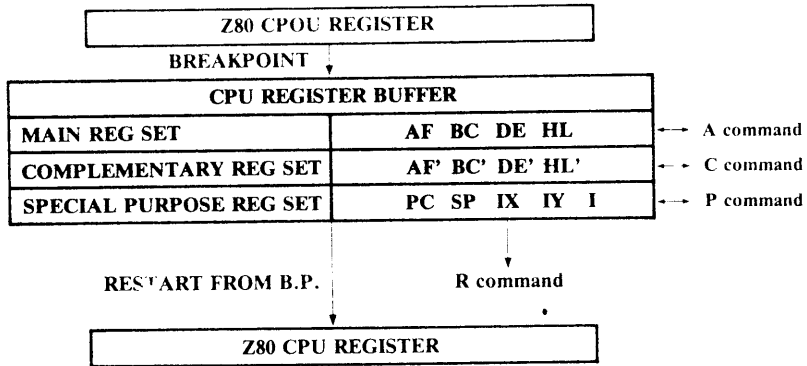 Z80 CPOU REGISTER
BREAKPOINT
CPU REGISTER BUFFER
MAIN REG SET AF BC DE HL A command
COMPLEMENTARY REG SET AF' BC' DE' HL' C command
SPECIAL PURPOSE REG SET PC SP IX IY I P command
RESTART FROM B.P. R command
Z80 CPU REGISTER